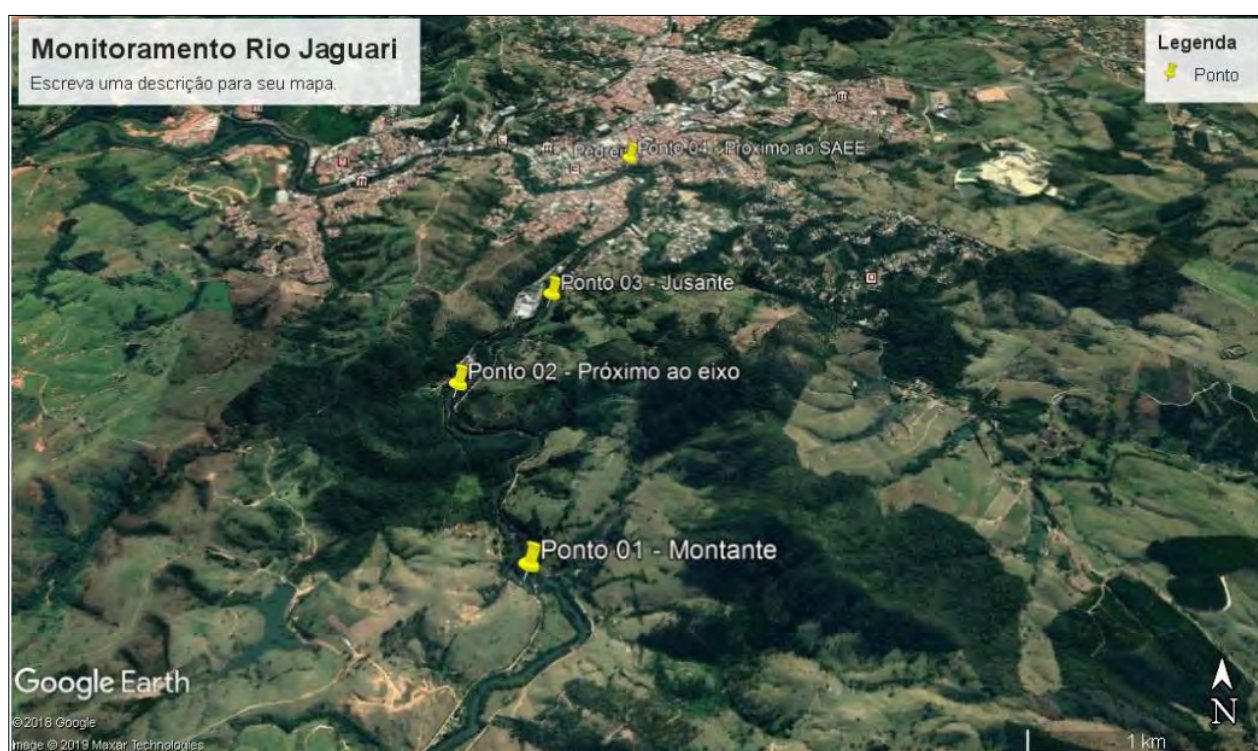 Monitoramento Rio Jaguari
Escreva uma descrição para seu mapa.
Legenda
Ponto
Ponto 04 - Próximo ao SAEE
Ponto 03 - Jusante
Ponto 02 - Próximo ao eixo
Ponto 01 - Montante
Google Earth
© 2018 Google
Image © 2019 Maxar Technologies
N
1 km